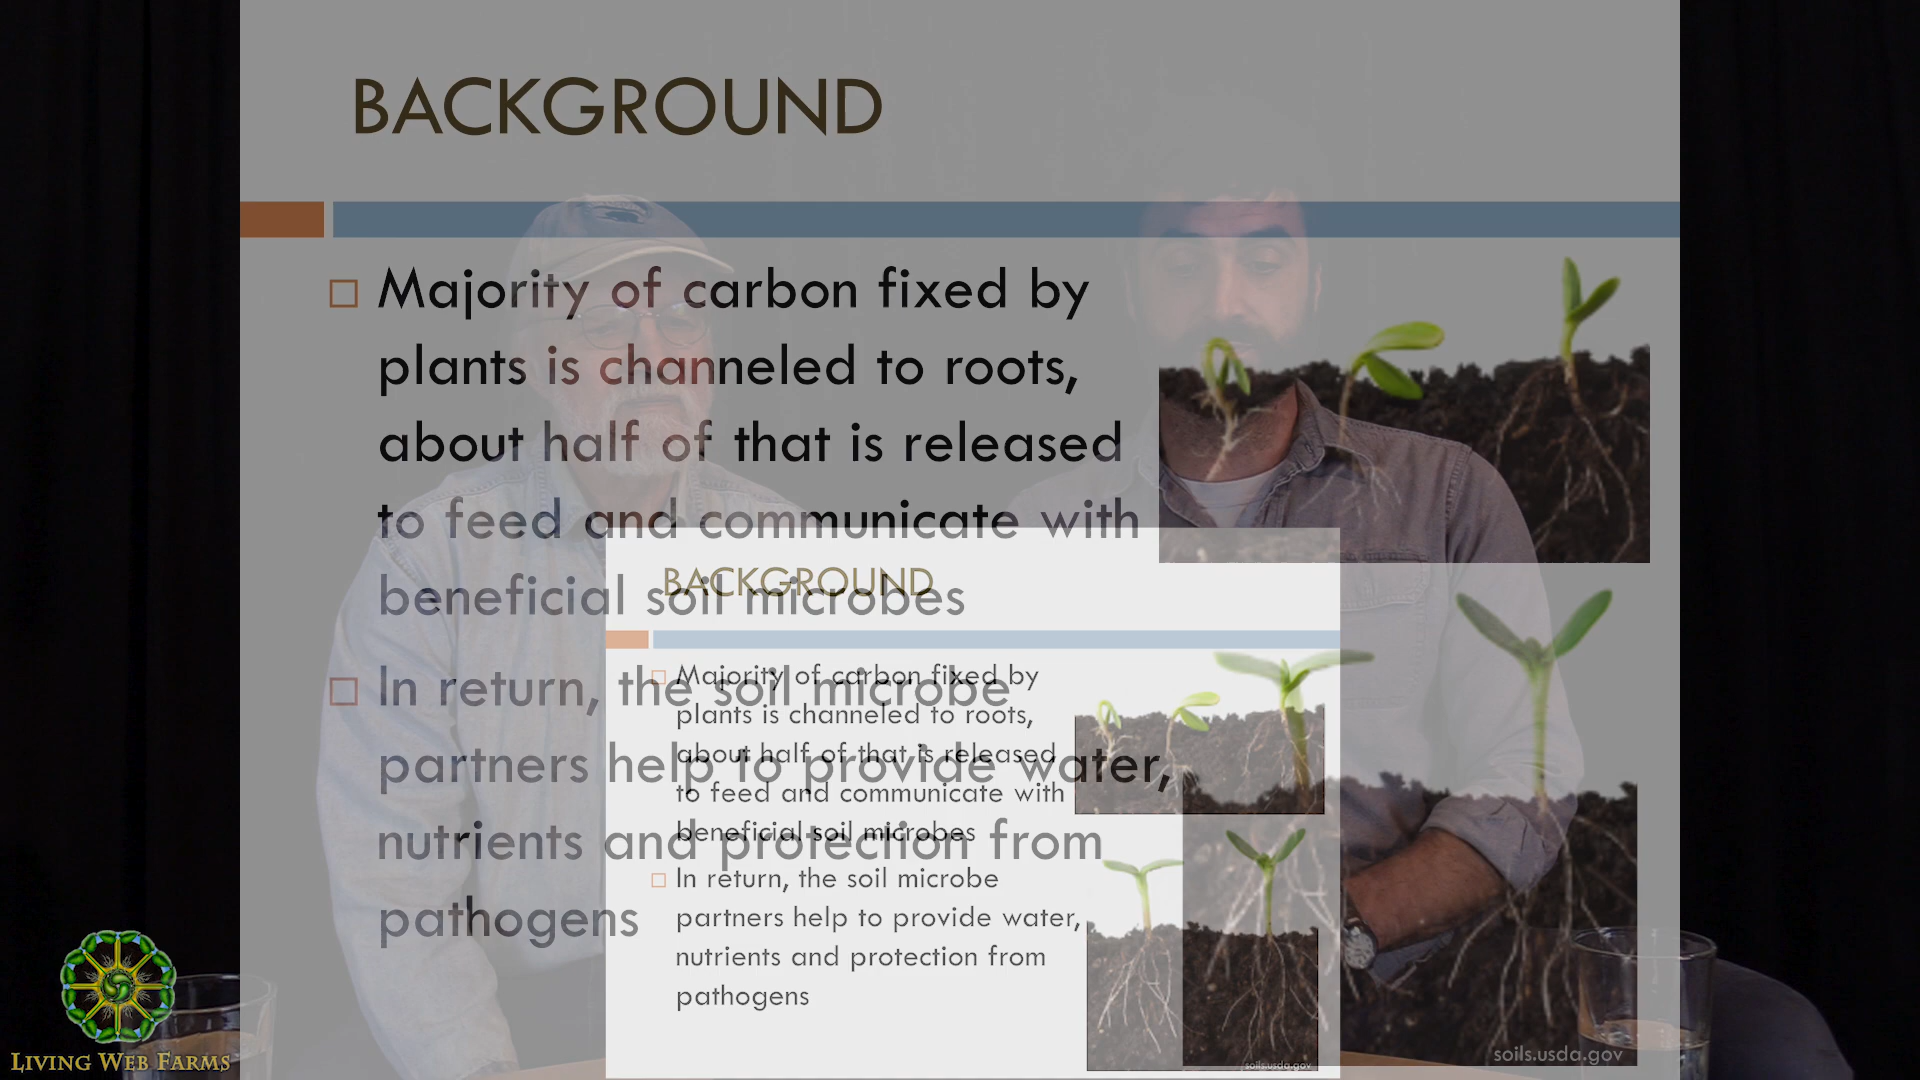 BACKGROUND
Majority of carbon fixed by
plants is channeled to roots,
about half of that is released
to feed and communicate with
beneficial soil microbes
In return, the soil microbe
partners help to provide water,
nutrients and protection from
pathogens
soils.usda.gov
BACKGROUND
Majority of carbon fixed by
plants is channeled to roots,
about half of that is released
to feed and communicate with
beneficial soil microbes
In return, the soil microbe
partners help to provide water,
nutrients and protection from
pathogens
soils.usda.gov
LIVING WEB FARMS